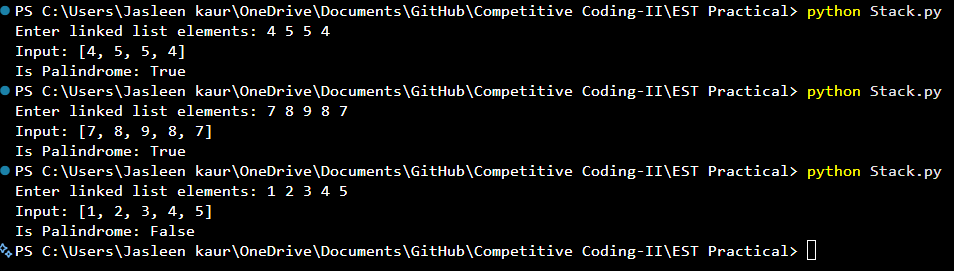 PS C:\Users\Jasleen kaur\OneDrive\Documents\GitHub\Competitive Coding-II\EST Practical> python Stack.py
Enter linked list elements: 4 5 5 4
Input: [4, 5, 5, 4]
Is Palindrome: True
PS C:\Users\Jasleen kaur\OneDrive\Documents\GitHub\Competitive Coding-II\EST Practical> python Stack.py
Enter linked list elements: 7 8 9 8 7
Input: [7, 8, 9, 8, 7]
Is Palindrome: True
PS C:\Users\Jasleen kaur\OneDrive\Documents\GitHub\Competitive Coding-II\EST Practical> python Stack.py
Enter linked list elements: 1 2 3 4 5
Input: [1, 2, 3, 4, 5]
Is Palindrome: False
PS C:\Users\Jasleen kaur\OneDrive\Documents\GitHub\Competitive Coding-II\EST Practical>